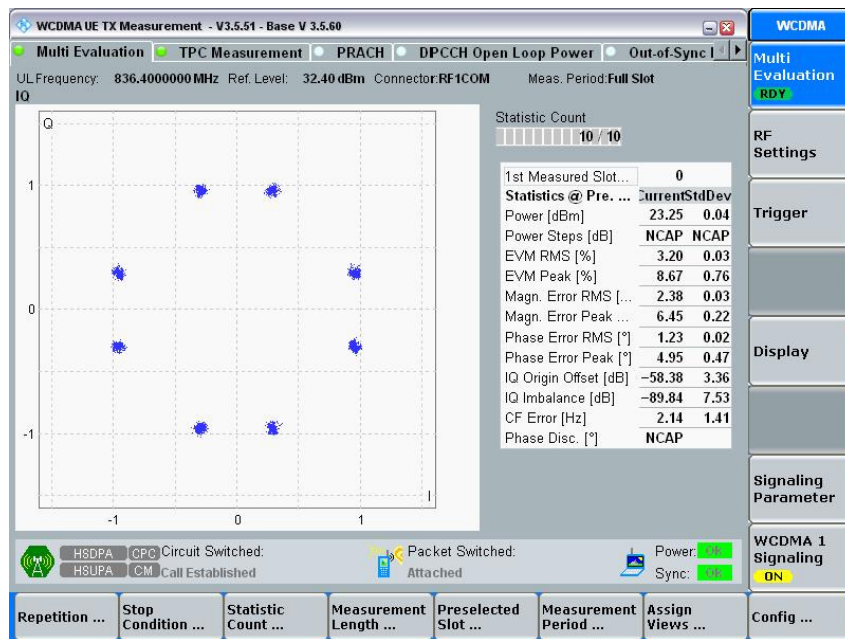 WCDMA UE TX Measurement - V3.5.51 - Base V 3.5.60
WCDMA
Multi Evaluation TPC Measurement PRACH DPCCH Open Loop Power Out-of-Sync
UL Frequency: 836.4000000 MHz Ref. Level: 32.40 dBm Connector:RF1COM Meas. Period:Full Slot
IQ
Q
1
0
-1
-1 0 1
I
Statistic Count
10 / 10
1st Measured Slot... 0
Statistics @ Pre. ... Current StdDev
Power [dBm] 23.25 0.04
Power Steps [dB] NCAP NCAP
EVM RMS [%] 3.20 0.03
EVM Peak [%] 8.67 0.76
Magn. Error RMS [... 2.38 0.03
Magn. Error Peak ... 6.45 0.22
Phase Error RMS [°] 1.23 0.02
Phase Error Peak [°] 4.95 0.47
IQ Origin Offset [dB] -58.38 3.36
IQ Imbalance [dB] -89.84 7.53
CF Error [Hz] 2.14 1.41
Phase Disc. [°] NCAP
Multi
Evaluation
RDY
RF
Settings
Trigger
Display
Signaling
Parameter
WCDMA 1
Signaling
ON
HSDPA CPC Circuit Switched: Packet Switched: Power: OK
HSUPA CM Call Established Attached Sync: OK
Repetition ...
Stop
Condition ...
Statistic
Count ...
Measurement
Length ...
Preselected
Slot ...
Measurement
Period ...
Assign
Views ...
Config ...